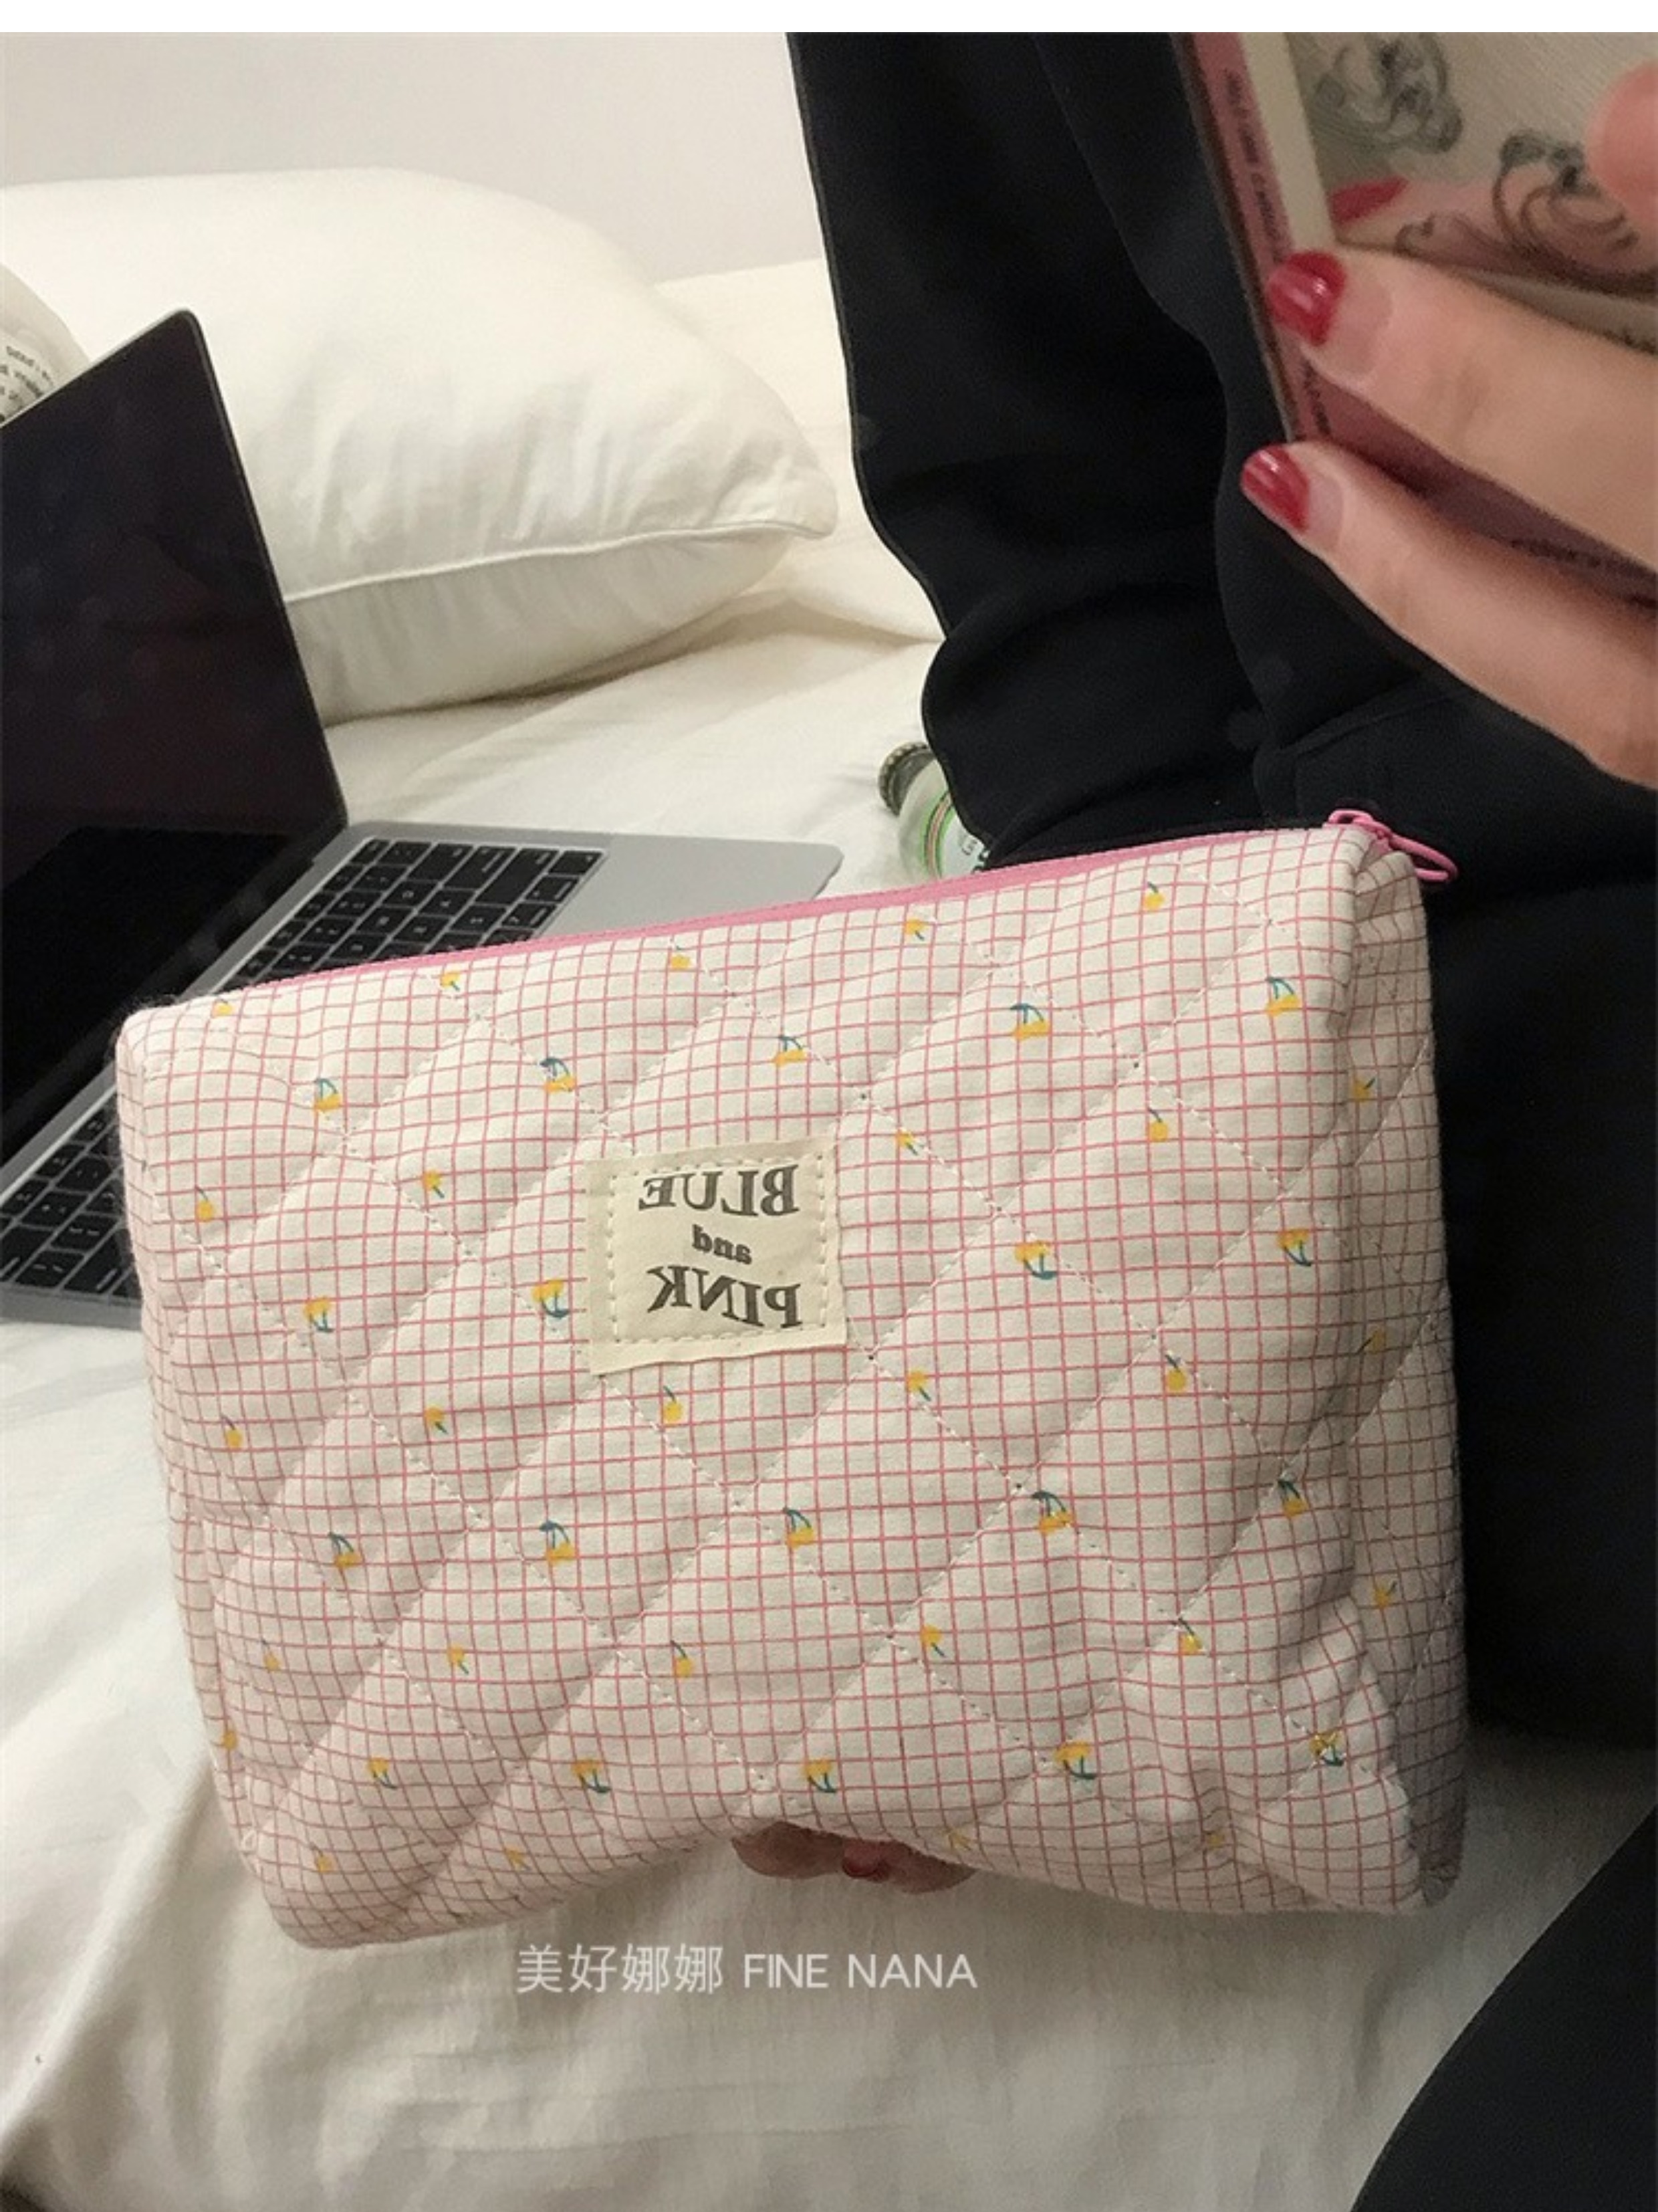 BLUE
and
PINK
美好娜娜 FINE NANA